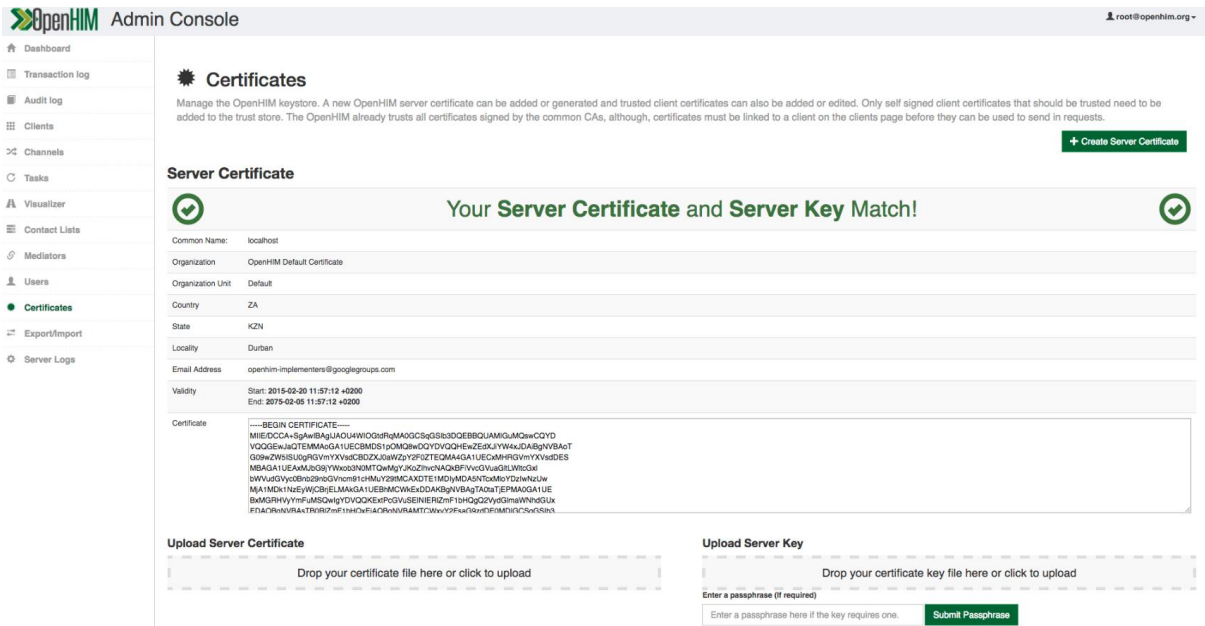 OpenHIM Admin Console
root@openhim.org
Dashboard
Transaction log
Audit log
Clients
Channels
Tasks
Visualizer
Contact Lists
Mediators
Users
Certificates
Export/Import
Server Logs
Certificates
Manage the OpenHIM keystore. A new OpenHIM server certificate can be added or generated and trusted client certificates can also be added or edited. Only self signed client certificates that should be trusted need to be
added to the trust store. The OpenHIM already trusts all certificates signed by the common CAs, although, certificates must be linked to a client on the clients page before they can be used to send in requests.
+ Create Server Certificate
Server Certificate
Your Server Certificate and Server Key Match!
Common Name: localhost
Organization OpenHIM Default Certificate
Organization Unit Default
Country ZA
State KZN
Locality Durban
Email Address openhim-implementers@googlegroups.com
Validity Start: 2015-02-20 11:57:12 +0200
End: 2075-02-05 11:57:12 +0200
Certificate -----BEGIN CERTIFICATE-----
Upload Server Certificate
Drop your certificate file here or click to upload
Upload Server Key
Drop your certificate key file here or click to upload
Enter a passphrase (if required)
Enter a passphrase here if the key requires one.
Submit Passphrase